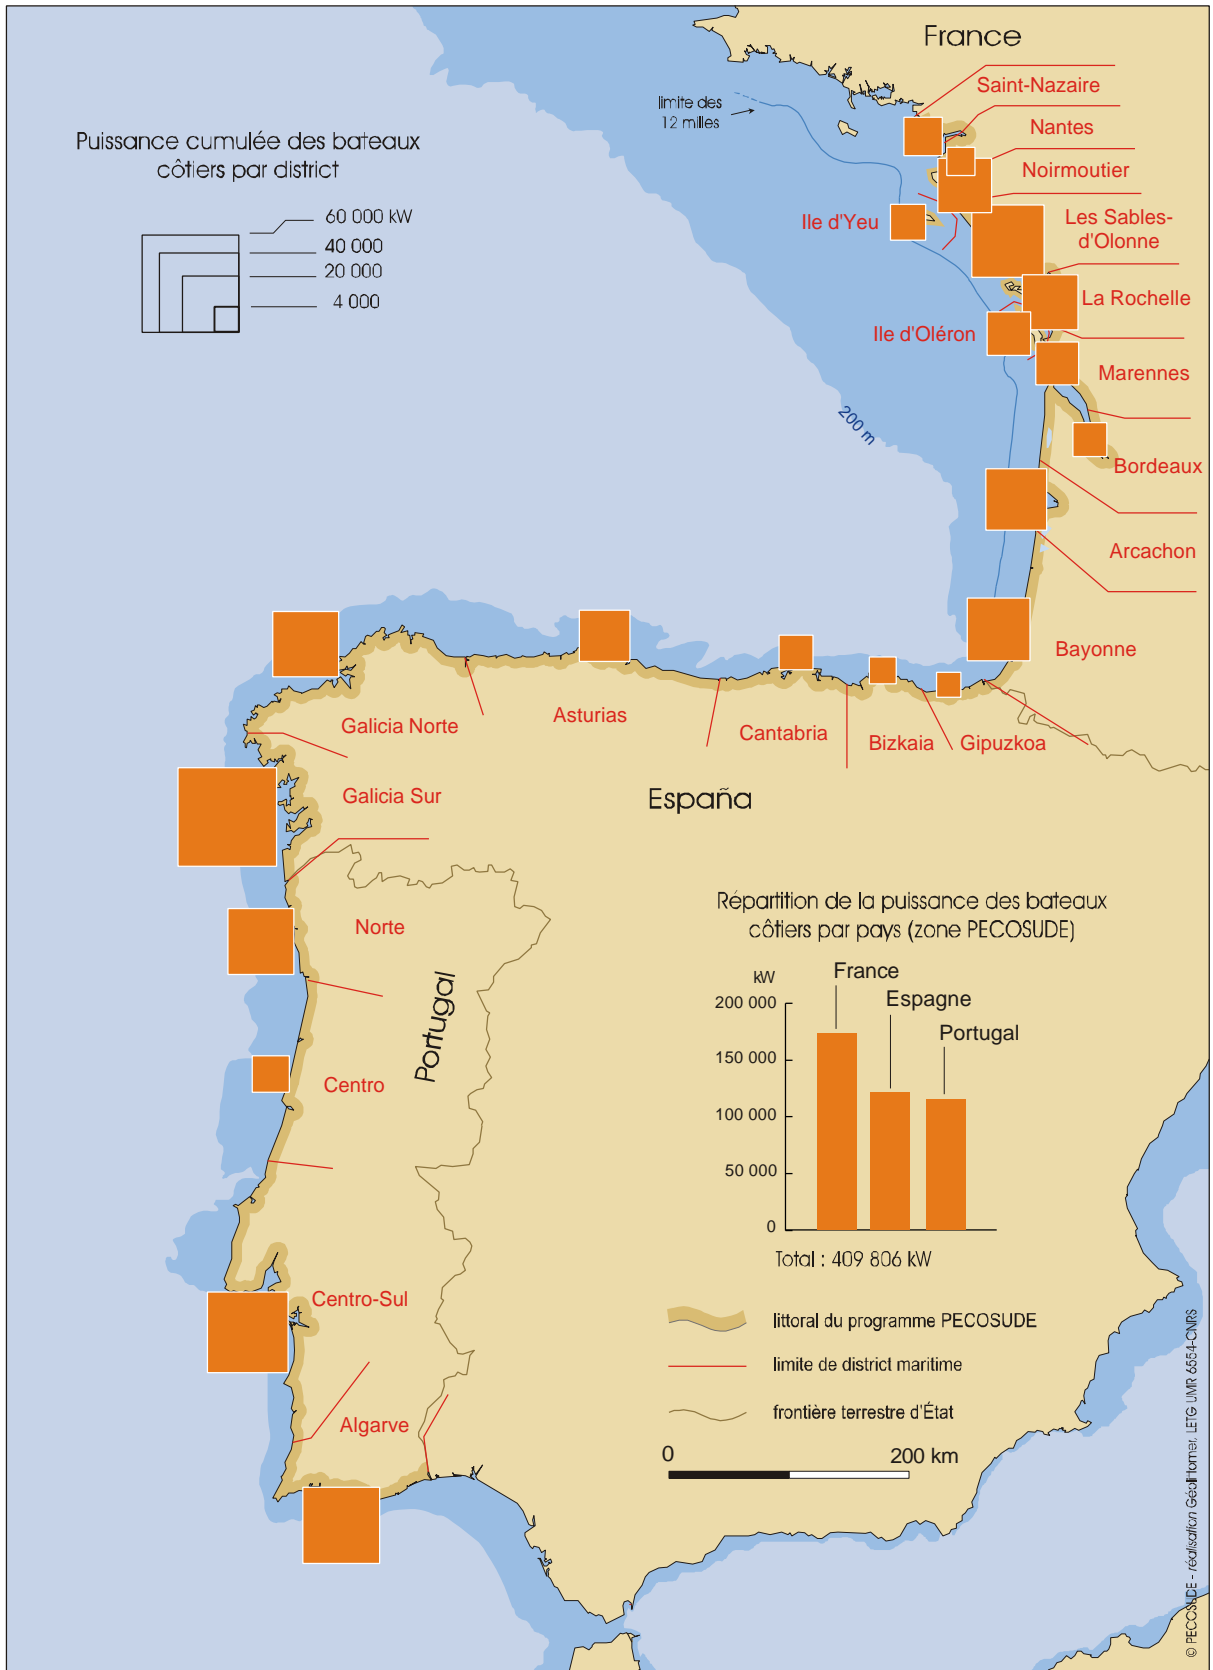 France
Saint-Nazaire
limite des
12 milles
Nantes
Puissance cumulée des bateaux
côtiers par district
Noirmoutier
60 000 kW
40 000
20 000
4 000
Ile d'Yeu
Les Sables-
d'Olonne
La Rochelle
Ile d'Oléron
Marennes
200 m
Bordeaux
Arcachon
Bayonne
Galicia Norte
Asturias
Cantabria
Bizkaia
Gipuzkoa
Galicia Sur
España
Norte
Portugal
Centro
Centro-Sul
Algarve
Répartition de la puissance des bateaux
côtiers par pays (zone PECOSUDE)
kW
France
Espagne
Portugal
200 000
150 000
100 000
50 000
0
Total : 409 806 kW
littoral du programme PECOSUDE
limite de district maritime
frontière terrestre d'État
0
200 km
© PECOSUDE - réalisation Géolittomer, LETG UMR 6554-CNRS